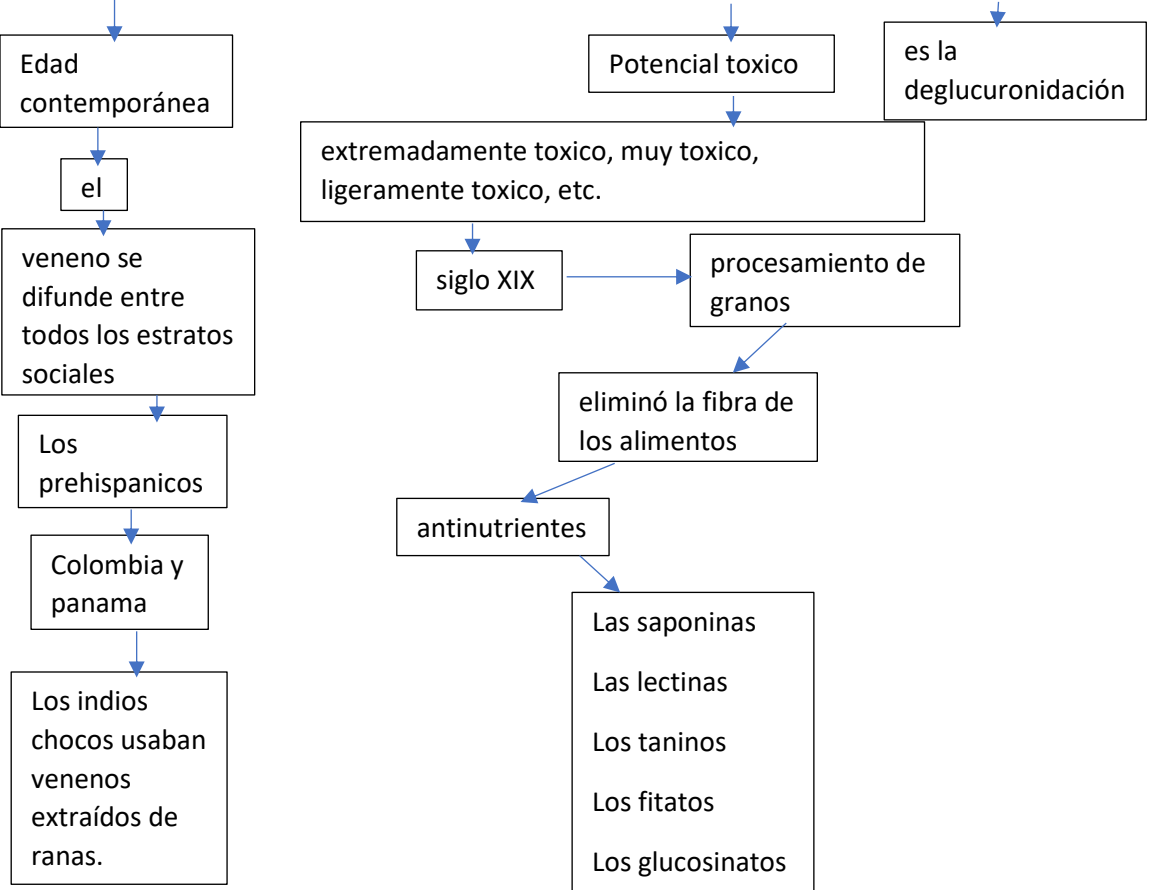 Edad
contemporánea
el
veneno se
difunde entre
todos los estratos
sociales
Los
prehispanicos
Colombia y
panama
Los indios
chocos usaban
venenos
extraídos de
ranas.
Potencial toxico
extremadamente toxico, muy toxico,
ligeramente toxico, etc.
siglo XIX
procesamiento de
granos
eliminó la fibra de
los alimentos
antinutrientes
Las saponinas
Las lectinas
Los taninos
Los fitatos
Los glucosinatos
es la
deglucuronidación